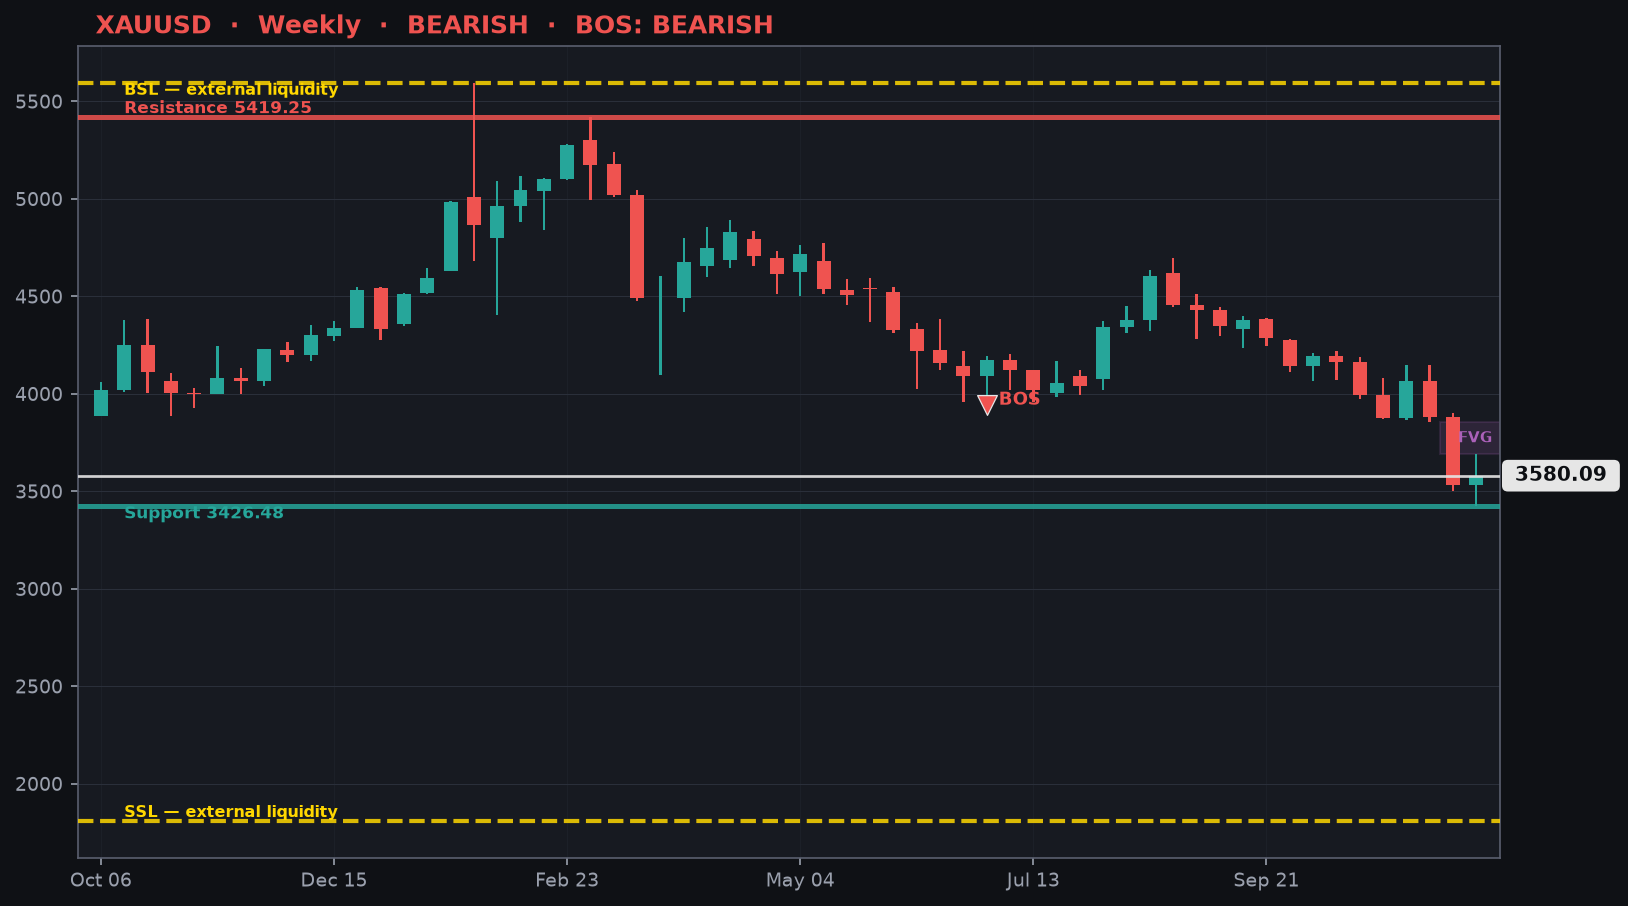 XAUUSD · Weekly · BEARISH · BOS: BEARISH
BSL — external liquidity
5500
Resistance 5419.25
5000
4500
4000
BOS
FVG
3580.09
3500
Support 3426.48
3000
2500
2000
SSL — external liquidity
Oct 06 Dec 15 Feb 23 May 04 Jul 13 Sep 21